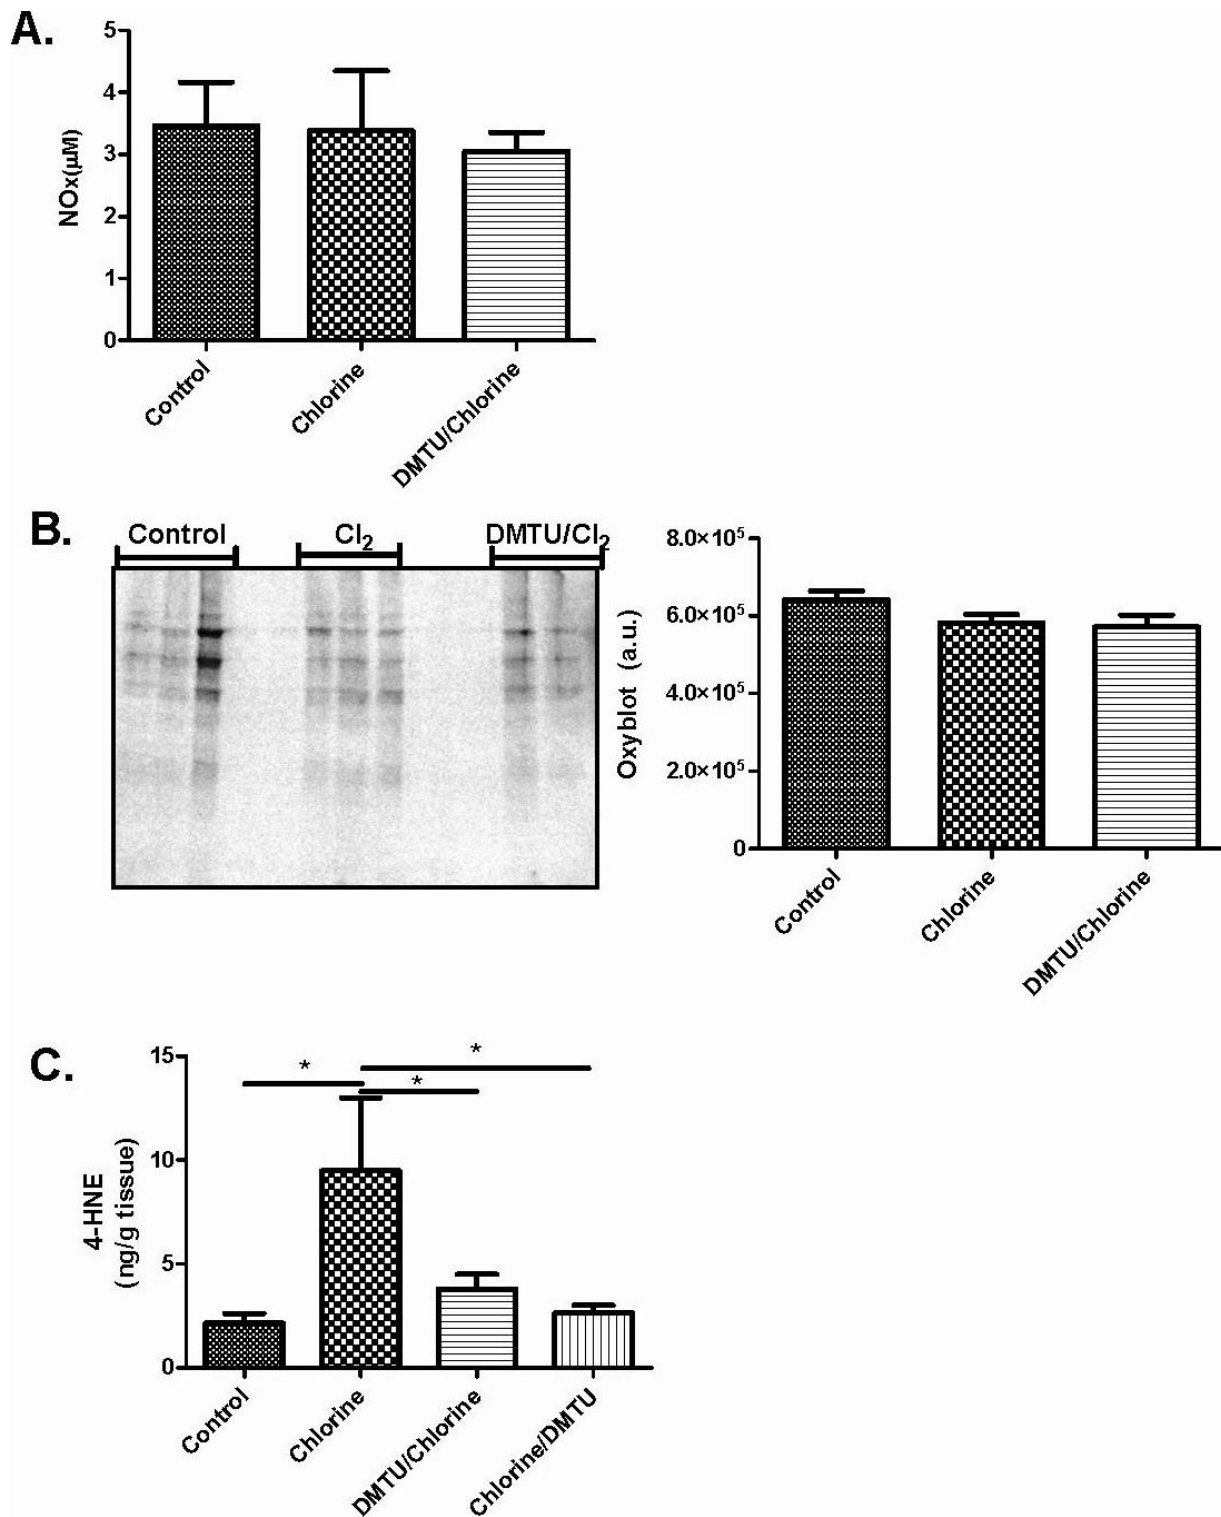 A.
5
4
3
2
1
0
NOx(µM)
Control
Chlorine
DMTU/Chlorine
B.
Control
Cl₂
DMTU/Cl₂
8.0×10⁵
6.0×10⁵
4.0×10⁵
2.0×10⁵
0
Oxyblot (a.u.)
Control
Chlorine
DMTU/Chlorine
C.
15
10
5
0
4-HNE
(ng/g tissue)
*
*
*
Control
Chlorine
DMTU/Chlorine
Chlorine/DMTU